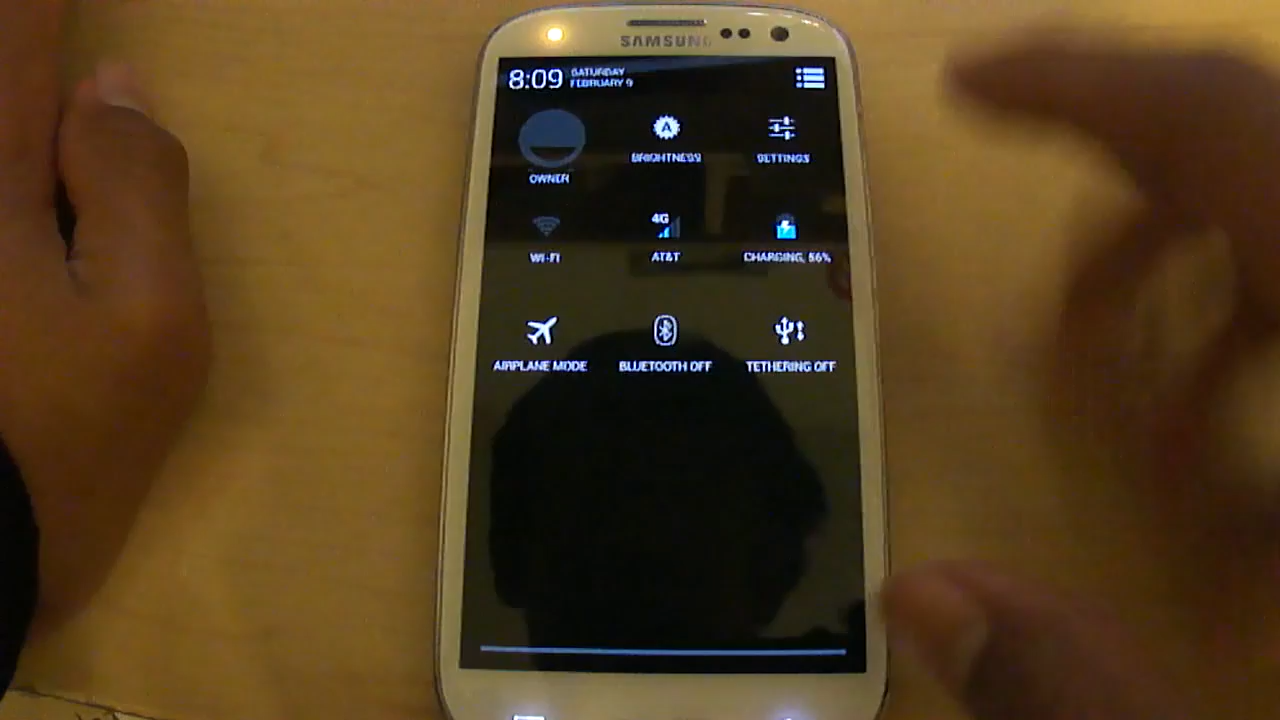 SAMSUNG
8:09 SATURDAY
FEBRUARY 9
BRIGHTNESS
SETTINGS
OWNER
4G
WI-FI
AT&T
CHARGING, 56%
AIRPLANE MODE
BLUETOOTH OFF
TETHERING OFF